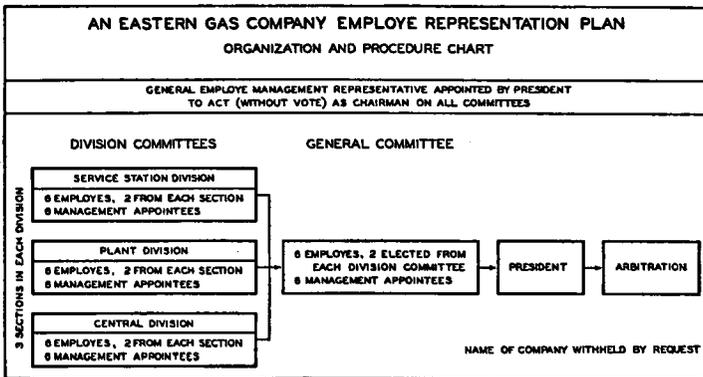 AN EASTERN GAS COMPANY EMPLOYE REPRESENTATION PLAN
ORGANIZATION AND PROCEDURE CHART
GENERAL EMPLOYE MANAGEMENT REPRESENTATIVE APPOINTED BY PRESIDENT
TO ACT (WITHOUT VOTE) AS CHAIRMAN ON ALL COMMITTEES
DIVISION COMMITTEES
GENERAL COMMITTEE
3 SECTIONS IN EACH DIVISION
SERVICE STATION DIVISION
6 EMPLOYES, 2 FROM EACH SECTION
6 MANAGEMENT APPOINTEES
PLANT DIVISION
6 EMPLOYES, 2 FROM EACH SECTION
6 MANAGEMENT APPOINTEES
CENTRAL DIVISION
6 EMPLOYES, 2 FROM EACH SECTION
6 MANAGEMENT APPOINTEES
6 EMPLOYES, 2 ELECTED FROM
EACH DIVISION COMMITTEE
6 MANAGEMENT APPOINTEES
PRESIDENT
ARBITRATION
NAME OF COMPANY WITHHELD BY REQUEST